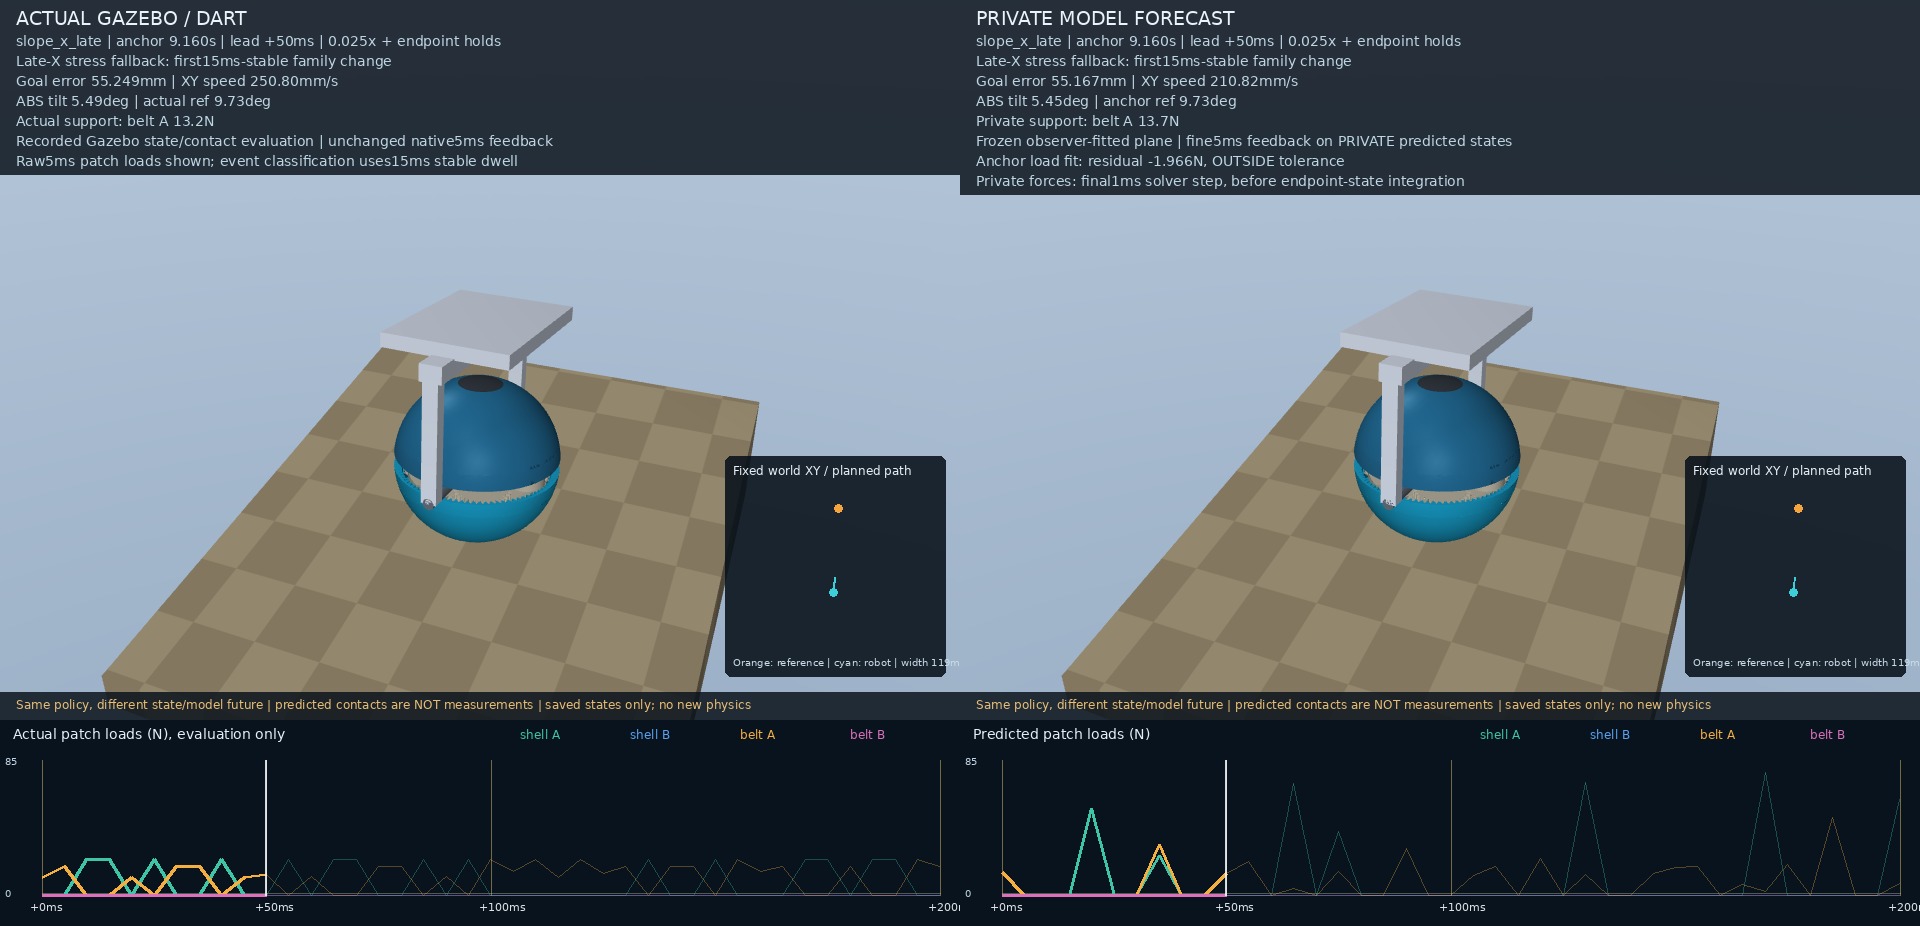 ACTUAL GAZEBO / DART
slope_x_late | anchor 9.160s | lead +50ms | 0.025x + endpoint holds
Late-X stress fallback: first15ms-stable family change
Goal error 55.249mm | XY speed 250.80mm/s
ABS tilt 5.49deg | actual ref 9.73deg
Actual support: belt A 13.2N
Recorded Gazebo state/contact evaluation | unchanged native5ms feedback
Raw5ms patch loads shown; event classification uses15ms stable dwell
Fixed world XY / planned path
Orange: reference | cyan: robot | width 119m
Same policy, different state/model future | predicted contacts are NOT measurements | saved states only; no new physics
Actual patch loads (N), evaluation only
shell A
shell B
belt A
belt B
85
0
+0ms
+50ms
+100ms
+200
PRIVATE MODEL FORECAST
slope_x_late | anchor 9.160s | lead +50ms | 0.025x + endpoint holds
Late-X stress fallback: first15ms-stable family change
Goal error 55.167mm | XY speed 210.82mm/s
ABS tilt 5.45deg | anchor ref 9.73deg
Private support: belt A 13.7N
Frozen observer-fitted plane | fine5ms feedback on PRIVATE predicted states
Anchor load fit: residual -1.966N, OUTSIDE tolerance
Private forces: final1ms solver step, before endpoint-state integration
Fixed world XY / planned path
Orange: reference | cyan: robot | width 119m
Same policy, different state/model future | predicted contacts are NOT measurements | saved states only; no new physics
Predicted patch loads (N)
shell A
shell B
belt A
belt B
85
0
+0ms
+50ms
+100ms
+200